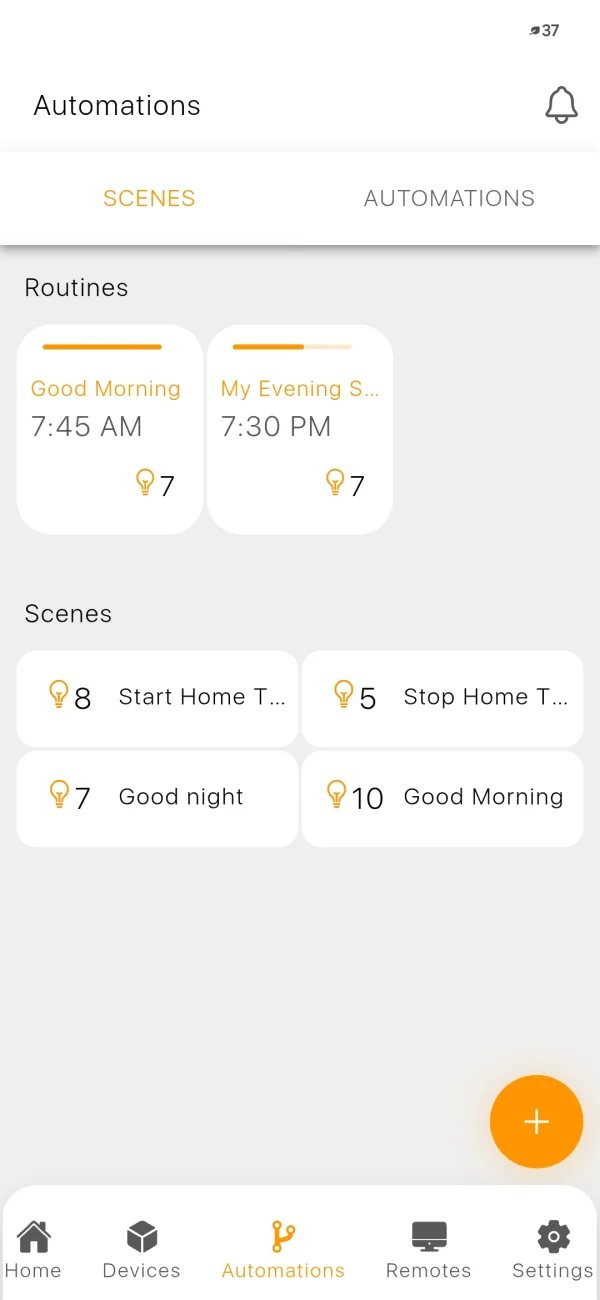 37
Automations
SCENES AUTOMATIONS
Routines
Good Morning My Evening S...
7:45 AM 7:30 PM
7 7
Scenes
8 Start Home T... 5 Stop Home T...
7 Good night 10 Good Morning
+
Home Devices Automations Remotes Settings